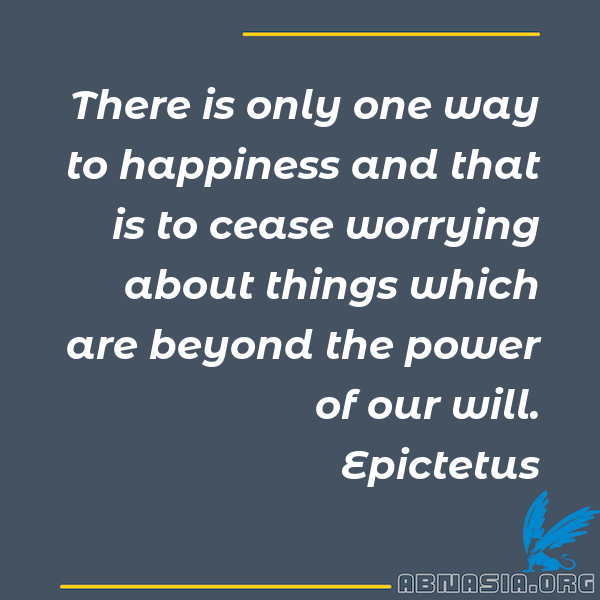 There is only one way
to happiness and that
is to cease worrying
about things which
are beyond the power
of our will.
Epictetus
ABNASIA.ORG